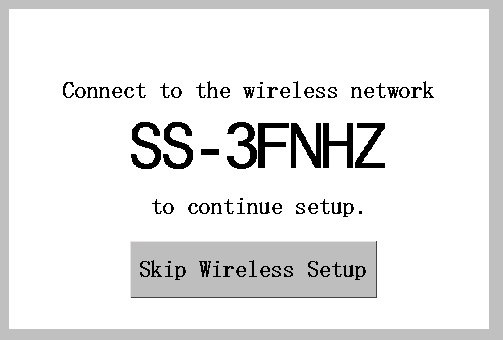 Connect to the wireless network
SS-3FNHZ
to continue setup.
Skip Wireless Setup